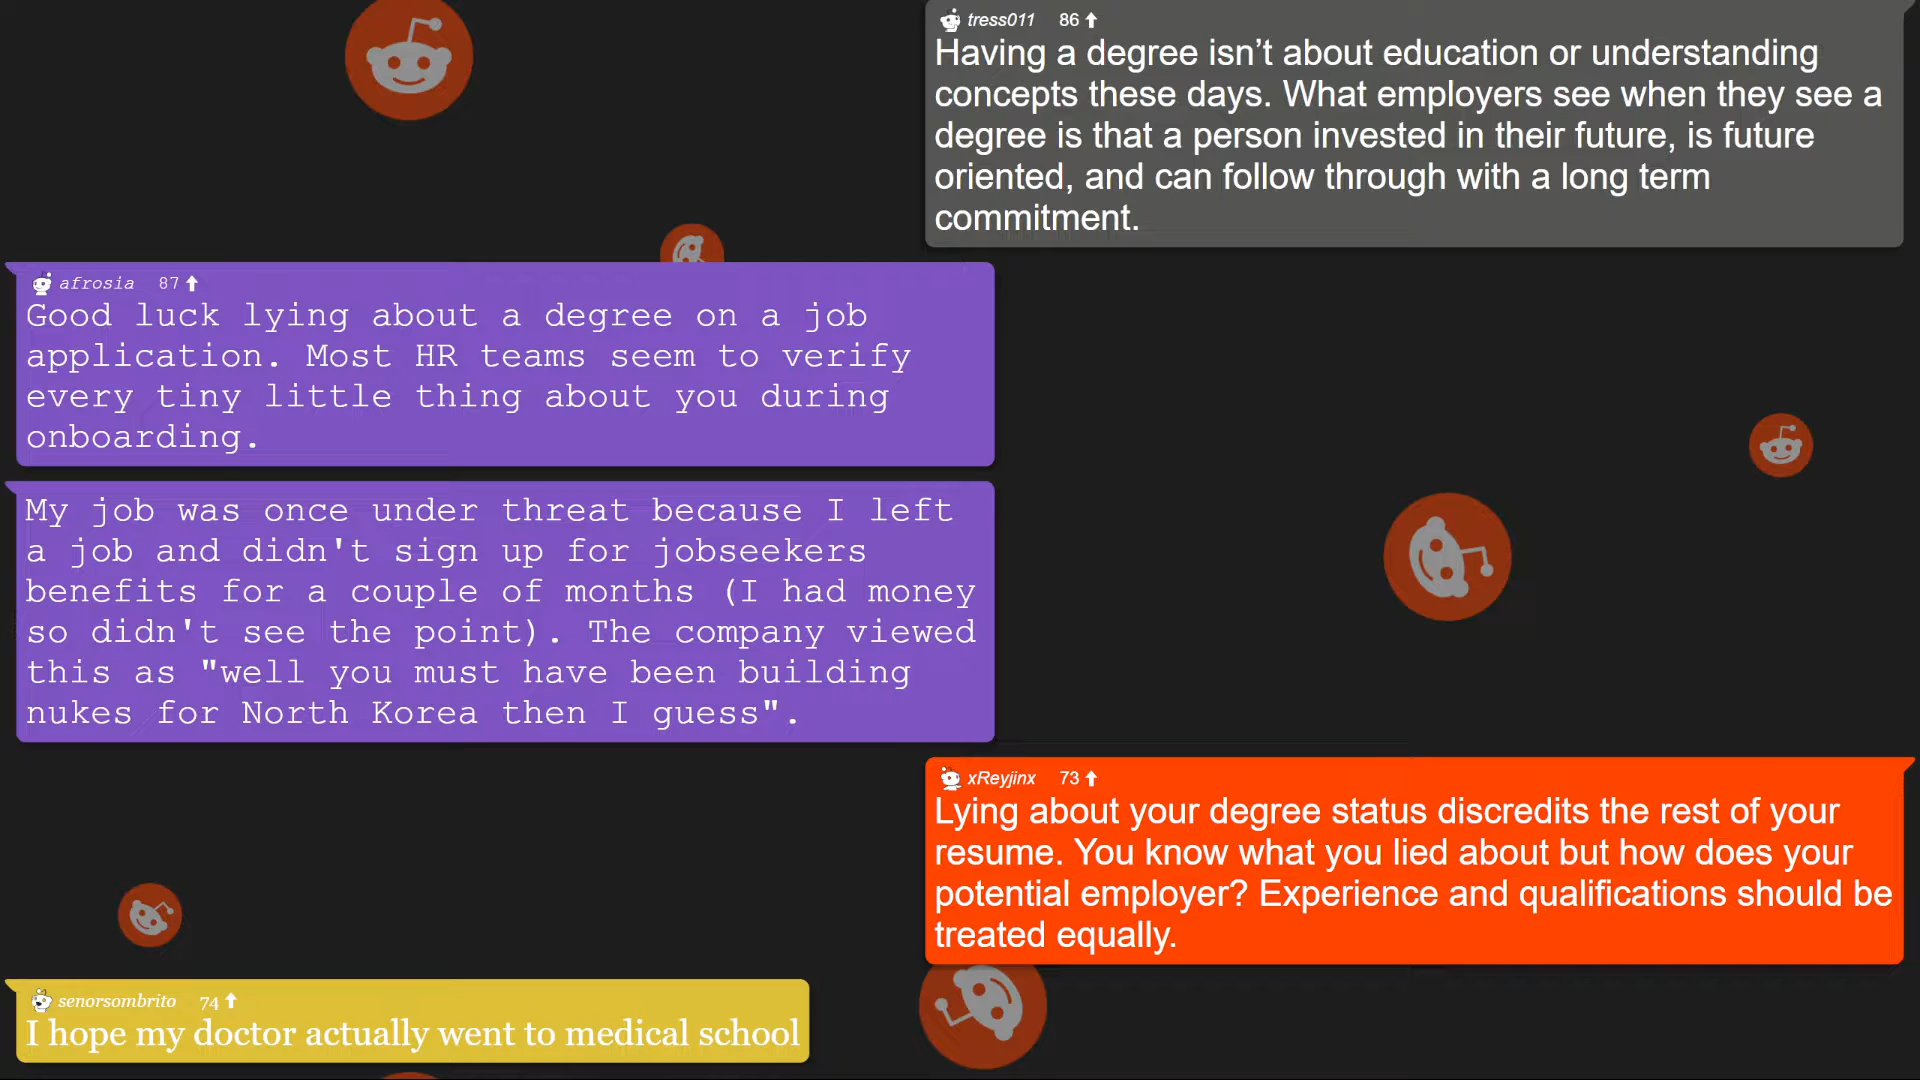 tress011 86
Having a degree isn’t about education or understanding
concepts these days. What employers see when they see a
degree is that a person invested in their future, is future
oriented, and can follow through with a long term
commitment.
afrosia 87
Good luck lying about a degree on a job
application. Most HR teams seem to verify
every tiny little thing about you during
onboarding.
My job was once under threat because I left
a job and didn't sign up for jobseekers
benefits for a couple of months (I had money
so didn't see the point). The company viewed
this as "well you must have been building
nukes for North Korea then I guess".
xReyjinx 73
Lying about your degree status discredits the rest of your
resume. You know what you lied about but how does your
potential employer? Experience and qualifications should be
treated equally.
senorsombrito 74
I hope my doctor actually went to medical school